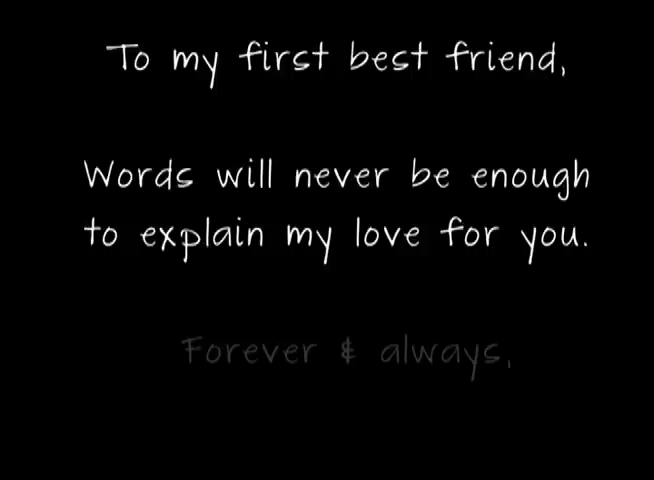 To my first best friend,
Words will never be enough
to explain my love for you.
Forever & always,